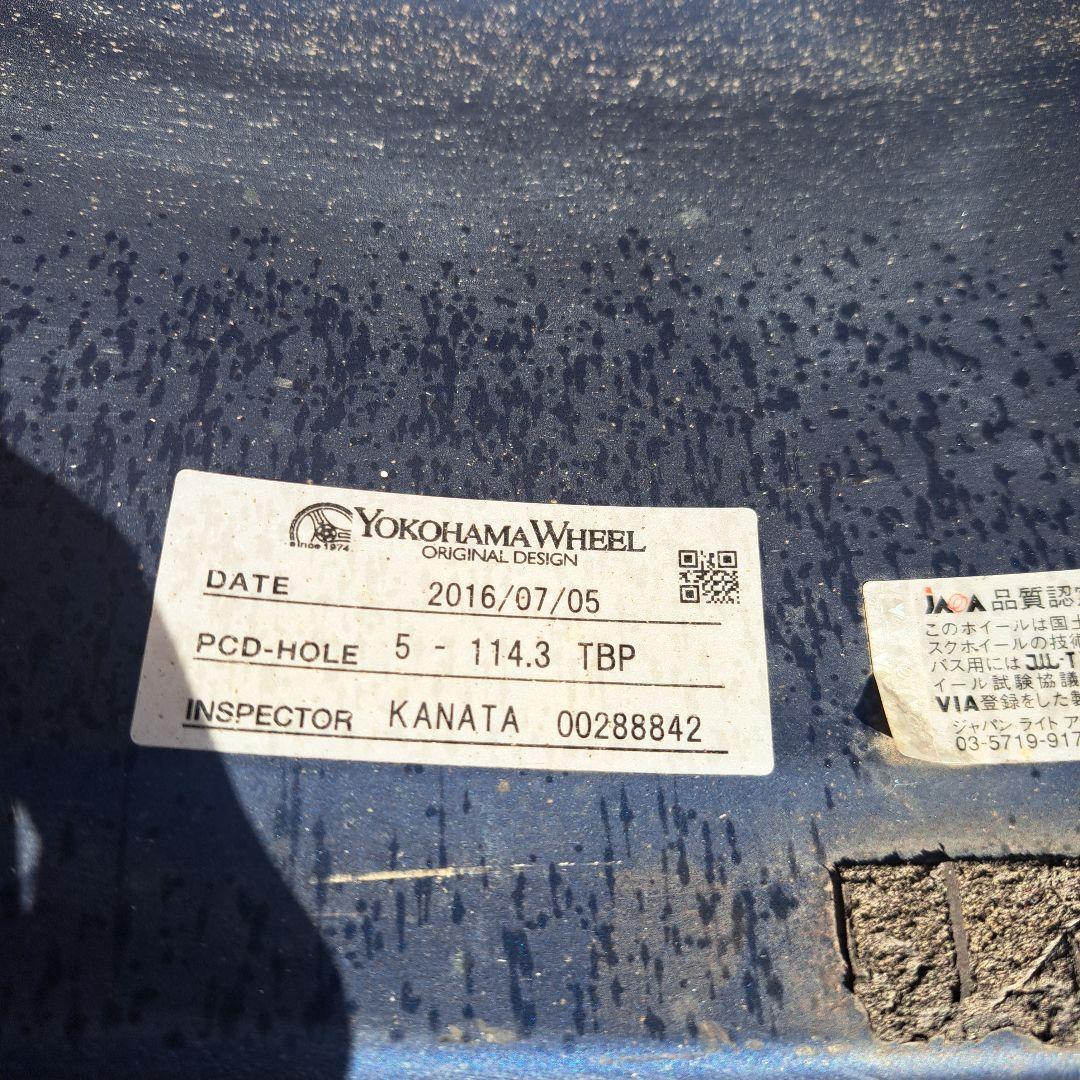 YOKOHAMA WHEEL
since 1974
ORIGINAL DESIGN
DATE 2016/07/05
PCD-HOLE 5 - 114.3 TBP
INSPECTOR KANATA 00288842
JAWA 品質認
このホイールは国土
スクホイールの技術
バス用には JWL-T
イール試験協議
VIA登録をした製
ジャパン ライト ア
03-5719-917